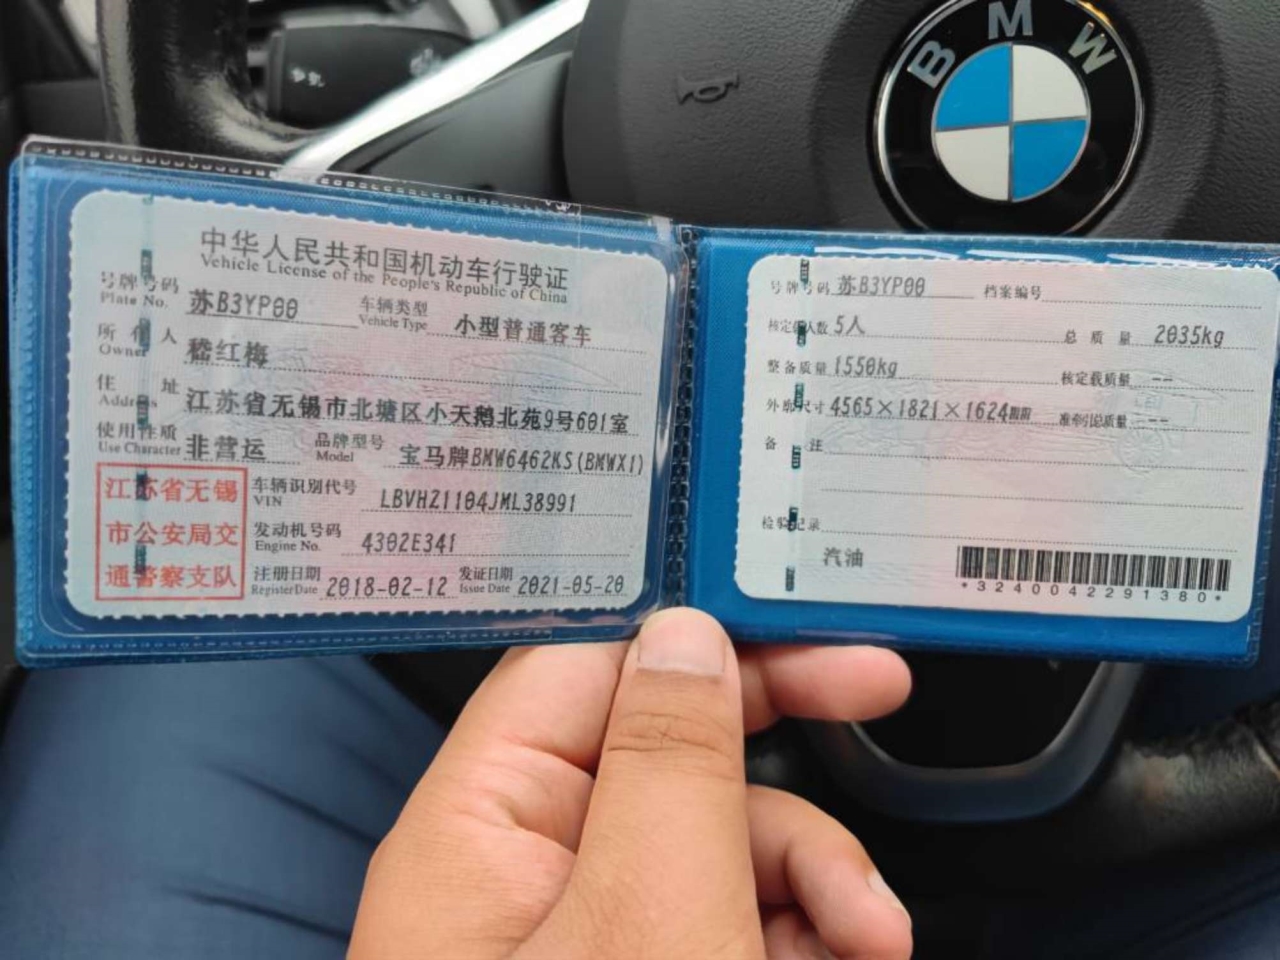 BMW
中华人民共和国机动车行驶证
Vehicle License of the People's Republic of China
号牌号码 苏B3YP00 车辆类型 小型普通客车
Plate No. Vehicle Type
所有人 嵇红梅
Owner
住址 江苏省无锡市北塘区小天鹅北苑9号601室
Address
使用性质 非营运 品牌型号 宝马牌BMW6462KS(BMWX1)
Use Character Model
江苏省无锡
市公安局交
通警察支队
车辆识别代号 LBVHZ1104JML38991
VIN
发动机号码 4302E341
Engine No.
注册日期 2018-02-12 发证日期 2021-05-20
Register Date Issue Date
号牌号码 苏B3YP00 档案编号
核定载人数 5人 总质量 2035kg
整备质量 1550kg 核定载质量 --
外廓尺寸 4565×1821×1624mm 准牵引总质量 --
备注
检验记录
汽油
*3240042291380*